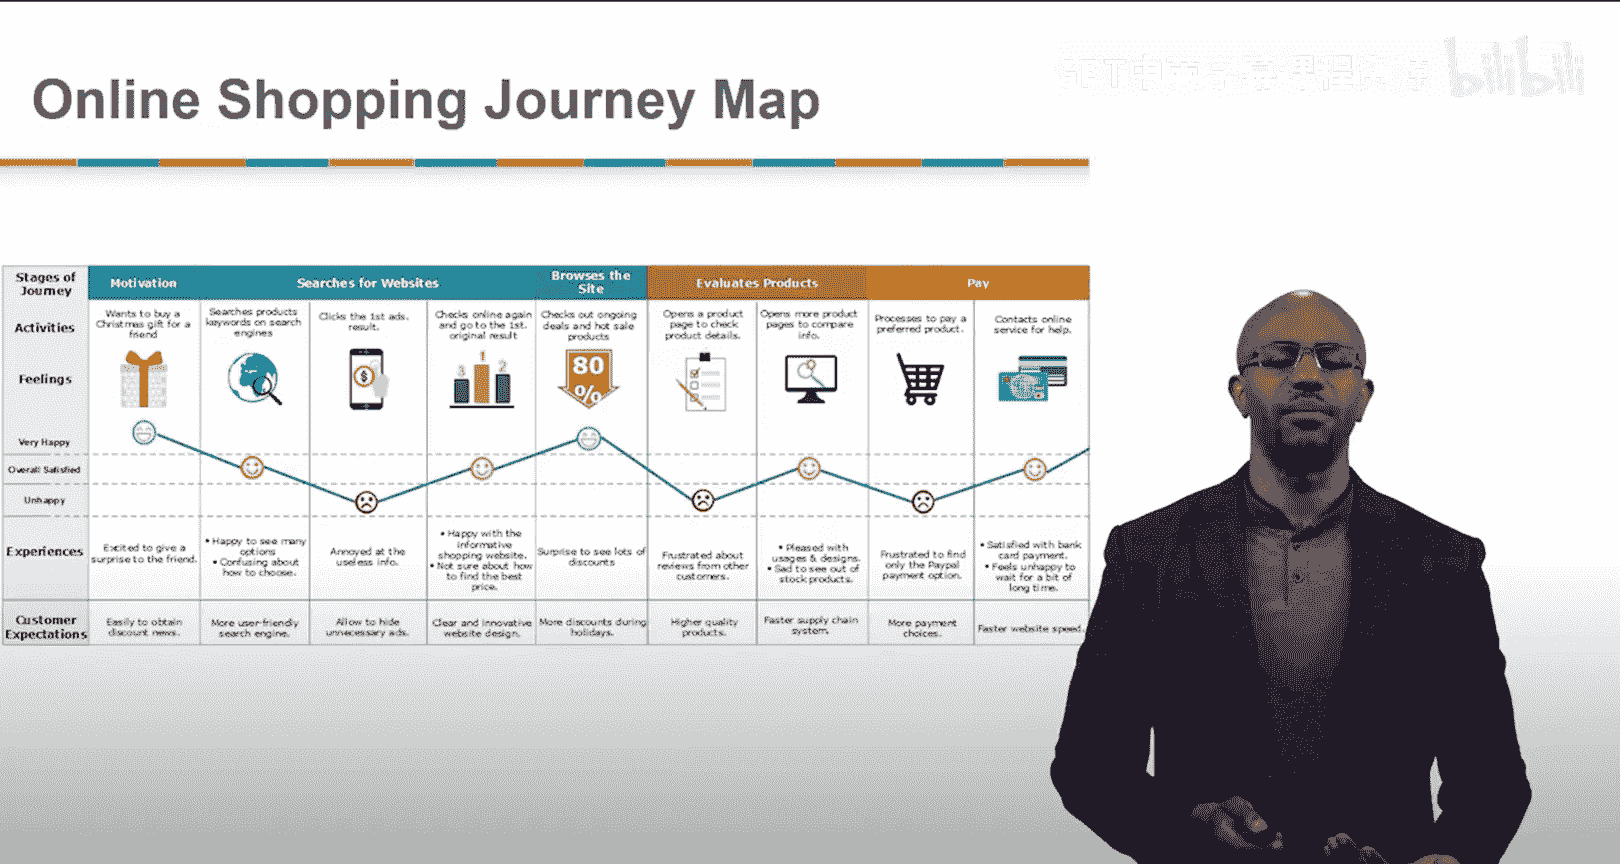 Online Shopping Journey Map
bilibili
Stages of
Journey
Motivation
Searches for Websites
Browses the
Site
Evaluates Products
Pay
Activities
Wants to buy a
Christmas gift for a
friend
Searches products
keywords on search
engines
Clicks the 1st ads.
result.
Checks online again
and go to the 1st.
original result
Checks out ongoing
deals and hot sale
products
Opens a product
page to check
product details.
Opens more product
pages to compare
info.
Processes to pay a
preferred product.
Contacts online
service for help.
Feelings
$
3
1
2
80
%
Very Happy
Overall Satisfied
Unhappy
Experiences
Excited to give a
surprise to the friend.
• Happy to see many
options
• Confusing about
how to choose.
Annoyed at the
useless info.
• Happy with the
informative
shopping website.
• Not sure about how
to find the best
price.
Surprise to see lots of
discounts
Frustrated about
reviews from other
customers.
• Pleased with
usages & designs.
• Sad to see out of
stock products.
Frustrated to find
only the Paypal
payment option.
• Satisfied with bank
card payment.
• Feels unhappy to
wait for a bit of
long time.
Customer
Expectations
Easily to obtain
discount news.
More user-friendly
search engine.
Allow to hide
unnecessary ads.
Clear and innovative
website design.
More discounts during
holidays.
Higher quality
products.
Faster supply chain
system.
More payment
choices.
Faster website speed.